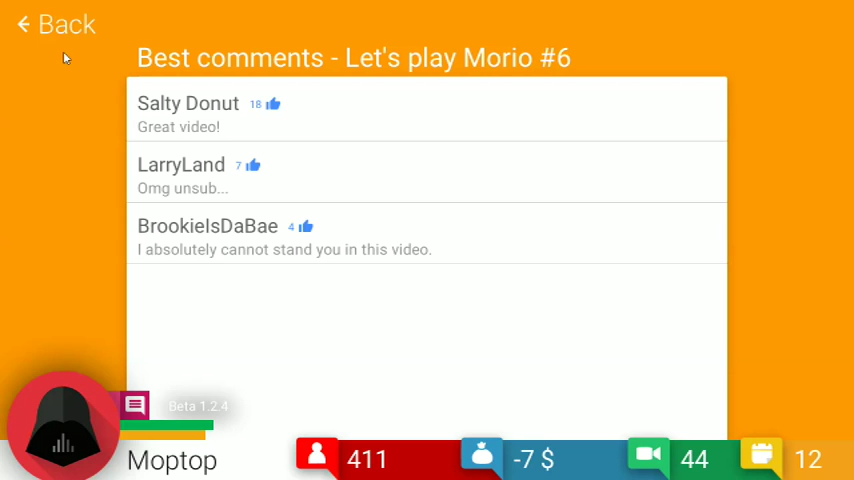 Back
Best comments - Let's play Morio #6
Salty Donut 18
Great video!
LarryLand 7
Omg unsub...
BrookieIsDaBae 4
I absolutely cannot stand you in this video.
Beta 1.2.4
Moptop 411 -7 $ 44 12